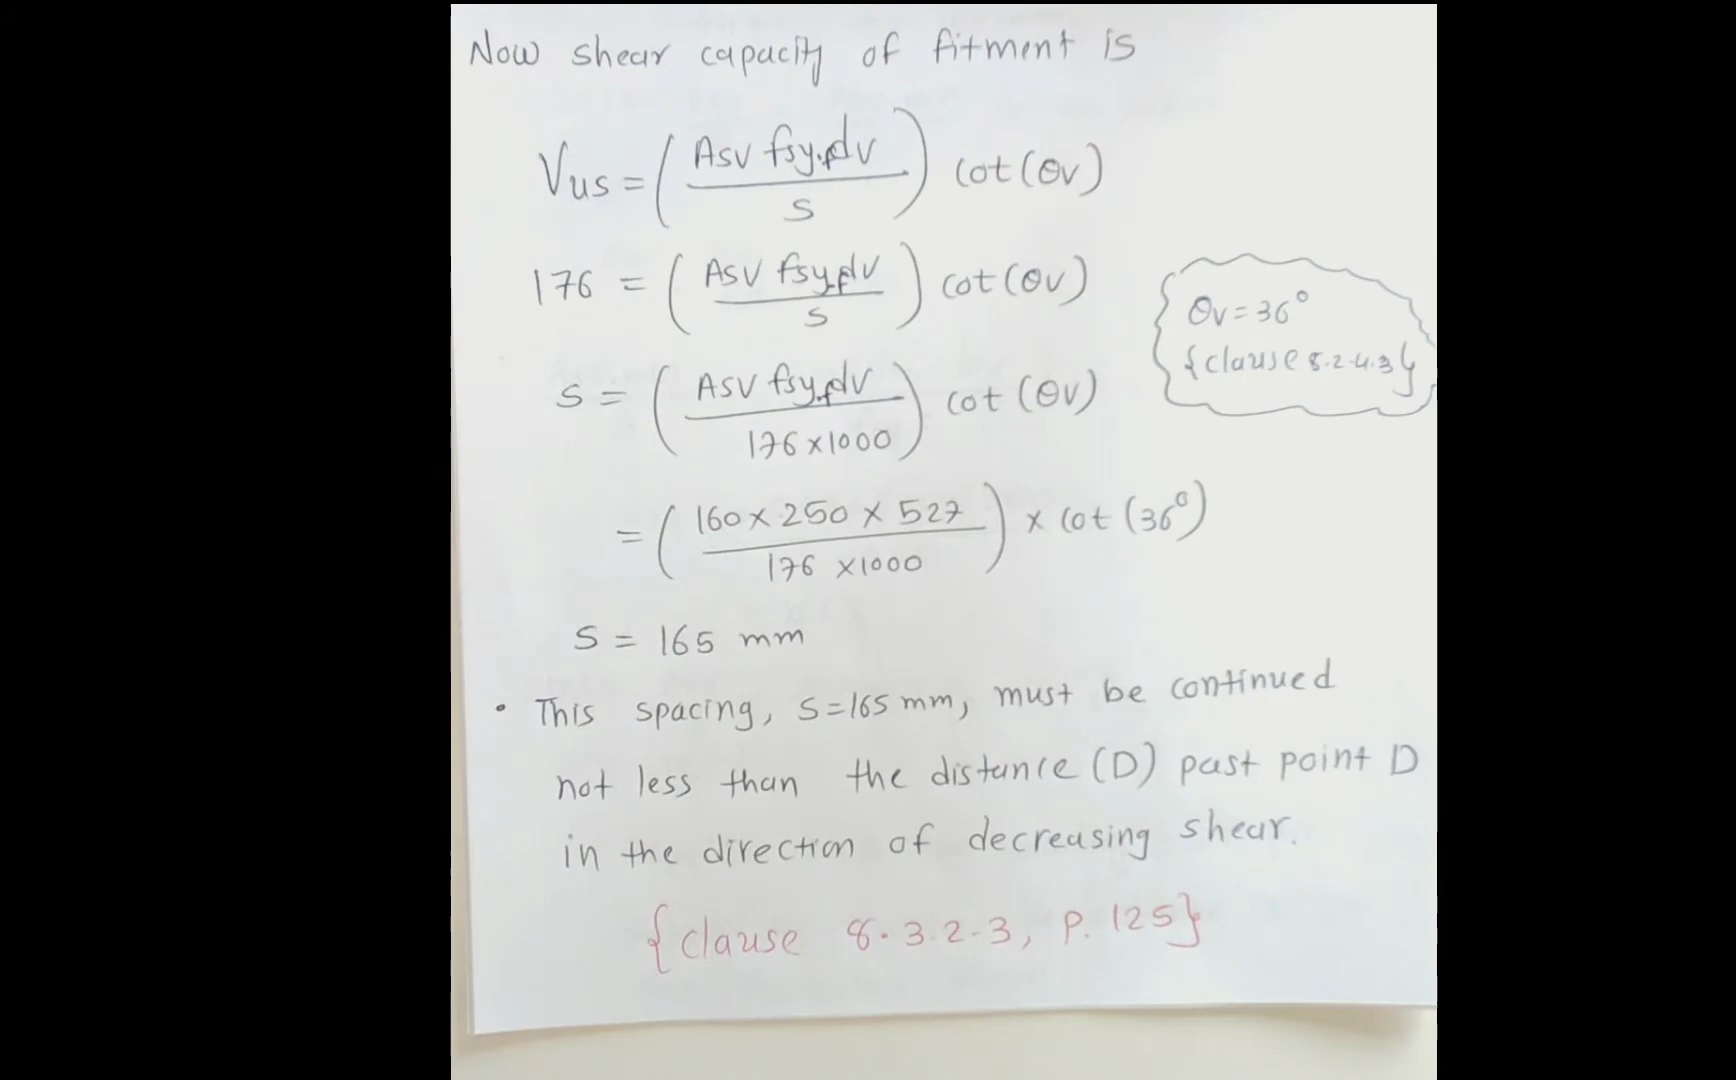 Now shear capacity of fitment is
Vus = (Asv fsy.f dv / s) cot(θv)
176 = (Asv fsy.f dv / s) cot(θv)
θv = 36°
{clause 8.2.4.3}
s = (Asv fsy.f dv / 176 x 1000) cot(θv)
= (160 x 250 x 527 / 176 x 1000) x cot(36°)
s = 165 mm
• This spacing, s = 165 mm, must be continued
not less than the distance (D) past point D
in the direction of decreasing shear.
{clause 8.3.2.3, P. 125}